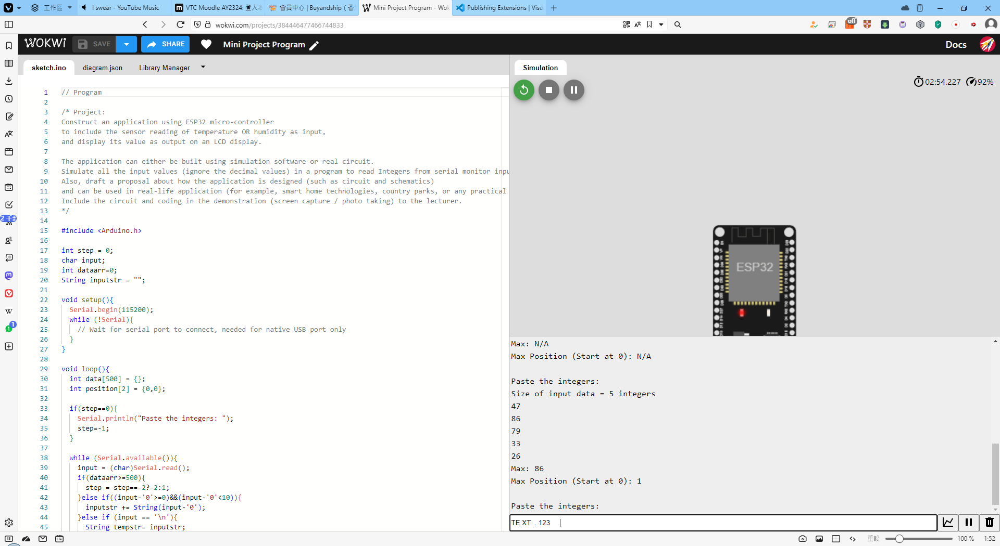 工作區
I swear - YouTube Music
VTC Moodle AY2324: 登入
會員中心 | Buyandship ( 香
Mini Project Program - Wok
Publishing Extensions | Visu
wokwi.com/projects/384446477466744833
off
WOKWI
SAVE
SHARE
Mini Project Program
Docs
sketch.ino
diagram.json
Library Manager
Simulation
02:54.227
92%
1 // Program
2
3 /* Project:
4 Construct an application using ESP32 micro-controller
5 to include the sensor reading of temperature OR humidity as input,
6 and display its value as output on an LCD display.
7
8 The application can either be built using simulation software or real circuit.
9 Simulate all the input values (ignore the decimal values) in a program to read Integers from serial monitor inpu
10 Also, draft a proposal about how the application is designed (such as circuit and schematics)
11 and can be used in real-life application (for example, smart home technologies, country parks, or any practical
12 Include the circuit and coding in the demonstration (screen capture / photo taking) to the lecturer.
13 */
14
15 #include <Arduino.h>
16
17 int step = 0;
18 char input;
19 int dataarr=0;
20 String inputstr = "";
21
22 void setup(){
23 Serial.begin(115200);
24 while (!Serial){
25 // Wait for serial port to connect, needed for native USB port only
26 }
27 }
28
29 void loop(){
30 int data[500] = {};
31 int position[2] = {0,0};
32
33 if(step==0){
34 Serial.println("Paste the integers: ");
35 step=-1;
36 }
37
38 while (Serial.available()){
39 input = (char)Serial.read();
40 if(dataarr>=500){
41 step = step==-2?-2:1;
42 }else if((input-'0'>=0)&&(input-'0'<10)){
43 inputstr += String(input-'0');
44 }else if (input == '\n'){
45 String tempstr= inputstr;
ESP32
Max: N/A
Max Position (Start at 0): N/A
Paste the integers:
Size of input data = 5 integers
47
86
79
33
26
Max: 86
Max Position (Start at 0): 1
Paste the integers:
TE XT . 123
重設
100 %
1:52